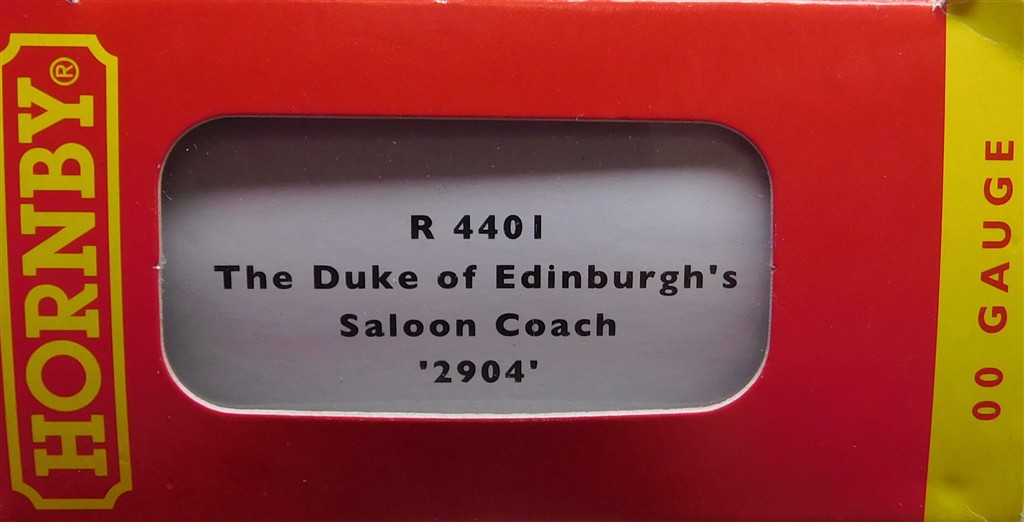 HORNBY®
R 4401
The Duke of Edinburgh's
Saloon Coach
'2904'
00 GAUGE